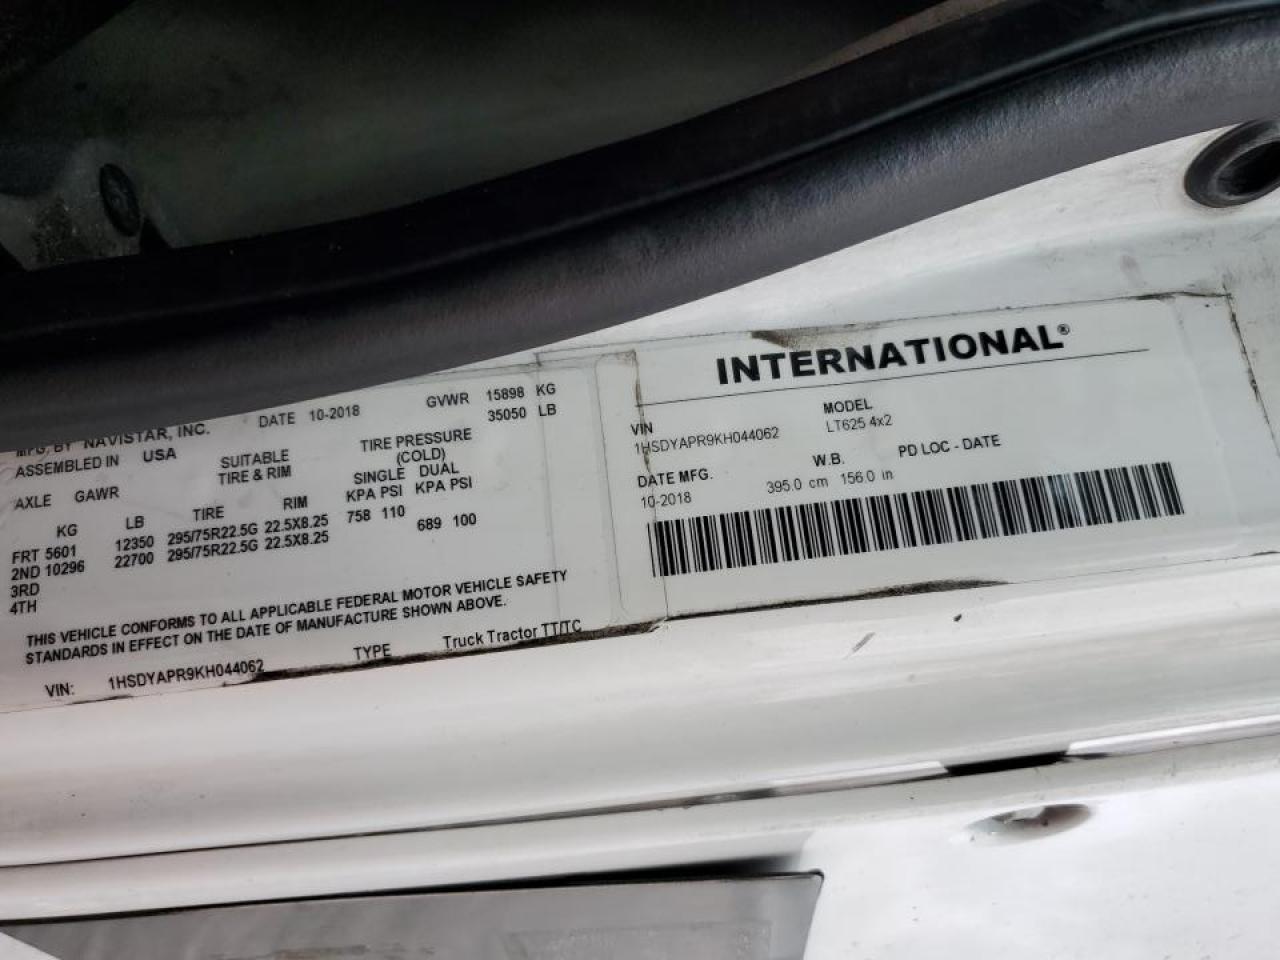 MFG. BY NAVISTAR, INC. DATE 10-2018 GVWR 15898 KG
35050 LB
ASSEMBLED IN USA
SUITABLE TIRE PRESSURE
TIRE & RIM (COLD)
AXLE GAWR SINGLE DUAL
KG LB TIRE RIM KPA PSI KPA PSI
FRT 5601 12350 295/75R22.5G 22.5X8.25 758 110
2ND 10296 22700 295/75R22.5G 22.5X8.25 689 100
3RD
4TH
THIS VEHICLE CONFORMS TO ALL APPLICABLE FEDERAL MOTOR VEHICLE SAFETY
STANDARDS IN EFFECT ON THE DATE OF MANUFACTURE SHOWN ABOVE.
VIN: 1HSDYAPR9KH044062 TYPE Truck Tractor TT/TC
INTERNATIONAL®
VIN MODEL
1HSDYAPR9KH044062 LT625 4x2
DATE MFG. W.B. PD LOC - DATE
10-2018 395.0 cm 156.0 in